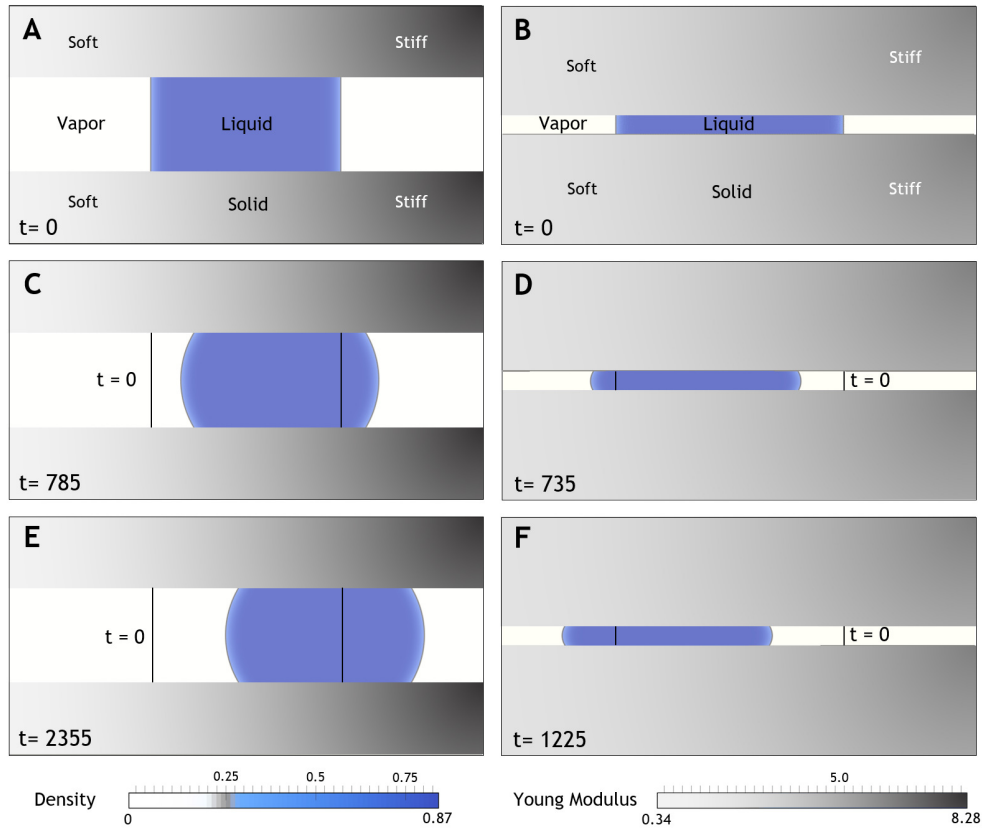 A
Soft
Stiff
Vapor
Liquid
Soft
Solid
Stiff
t= 0
B
Soft
Stiff
Vapor
Liquid
Soft
Solid
Stiff
t= 0
C
t = 0
t= 785
D
t = 0
t= 735
E
t = 0
t= 2355
F
t = 0
t= 1225
Density
0.25
0.5
0.75
0
0.87
Young Modulus
5.0
0.34
8.28